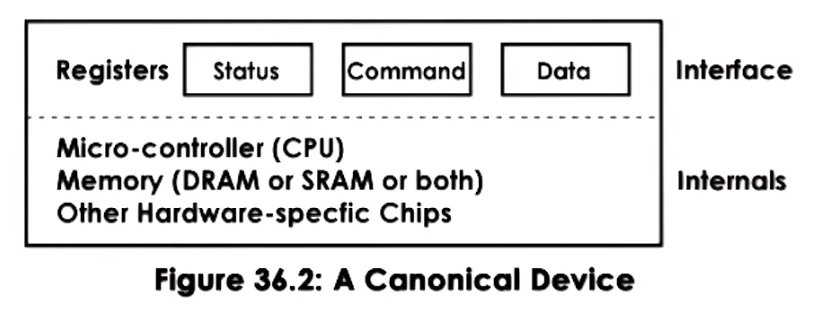 Registers Status Command Data Interface
Micro-controller (CPU)
Memory (DRAM or SRAM or both) Internals
Other Hardware-specfic Chips
Figure 36.2: A Canonical Device